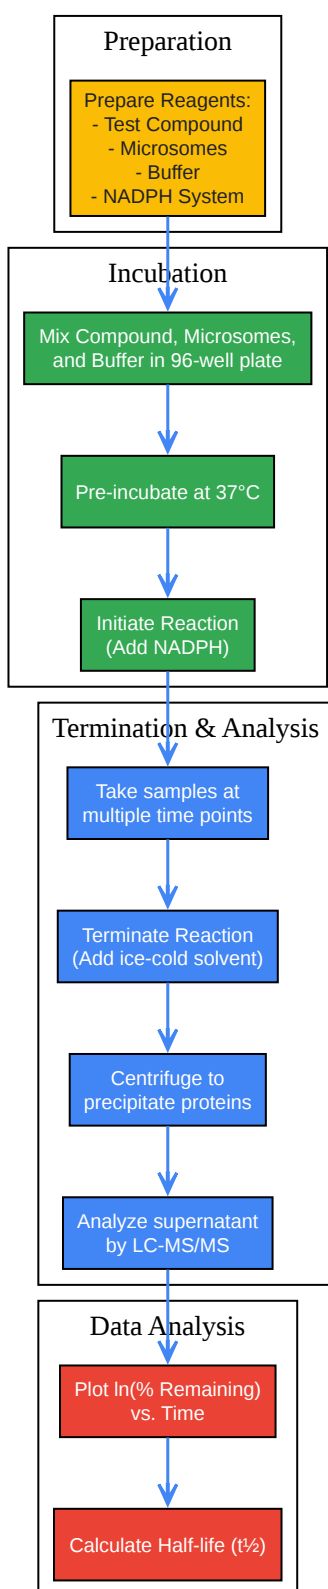 Preparation
Prepare Reagents:
- Test Compound
- Microsomes
- Buffer
- NADPH System
Incubation
Mix Compound, Microsomes,
and Buffer in 96-well plate
Pre-incubate at 37°C
Initiate Reaction
(Add NADPH)
Termination & Analysis
Take samples at
multiple time points
Terminate Reaction
(Add ice-cold solvent)
Centrifuge to
precipitate proteins
Analyze supernatant
by LC-MS/MS
Data Analysis
Plot ln(% Remaining)
vs. Time
Calculate Half-life (t½)